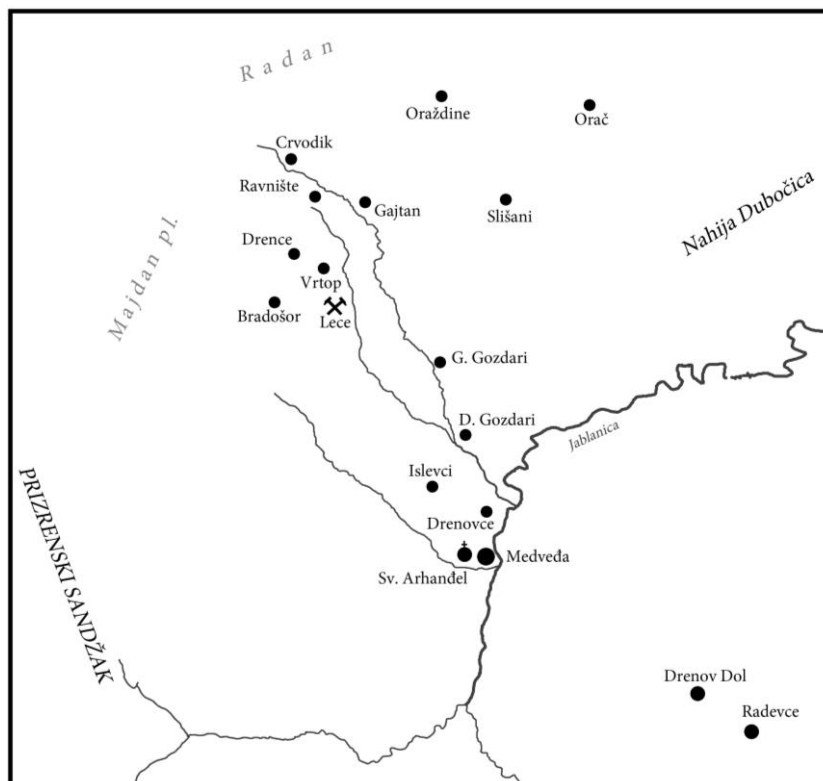 Radan
Oraždine
Orač
Crvodik
Ravnište
Gajtan
Slišani
Nahija Dubočica
Drence
Vrtop
Majdan pl.
Bradošor
Lece
G. Gozdari
D. Gozdari
Jablanica
Islevci
PRIZRENSKI SANDŽAK
Drenovce
Medveđa
Sv. Arhanđel
Drenov Dol
Radevce